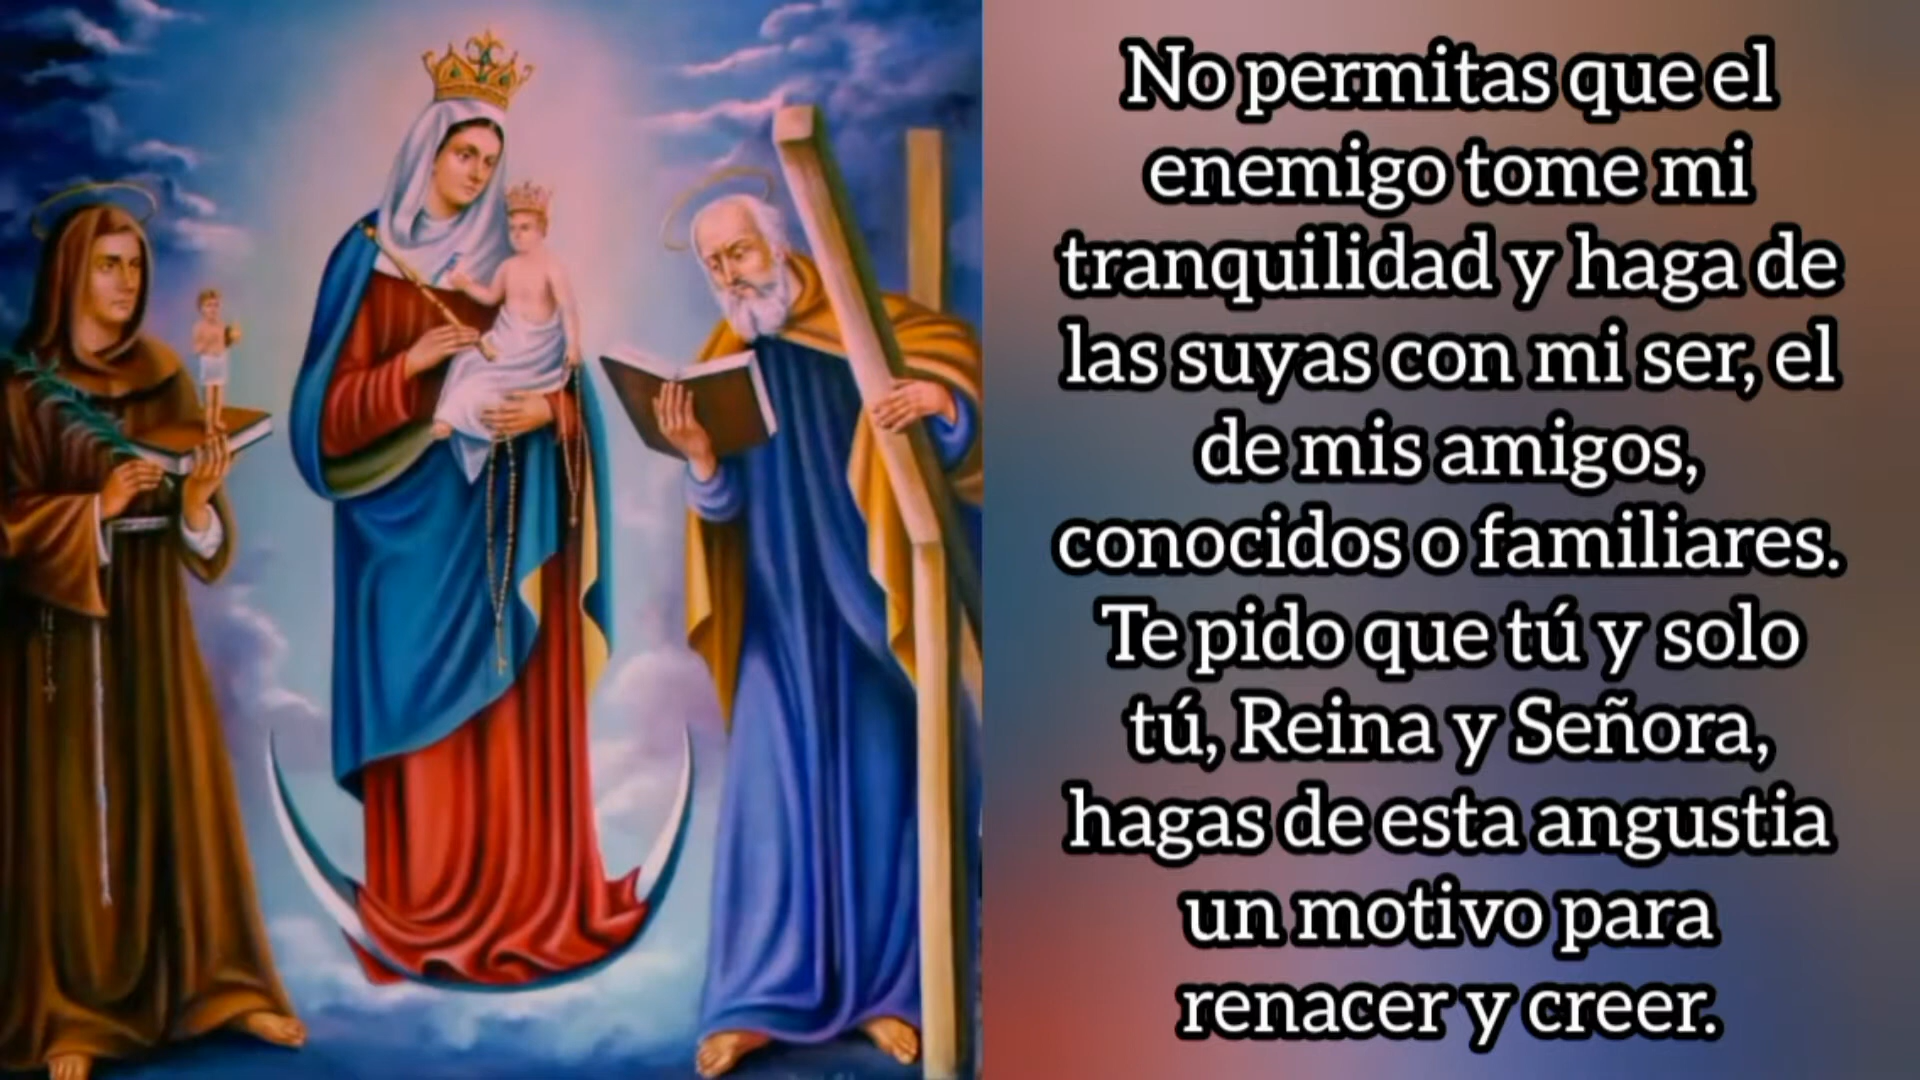 No permitas que el
enemigo tome mi
tranquilidad y haga de
las suyas con mi ser, el
de mis amigos,
conocidos o familiares.
Te pido que tú y solo
tú, Reina y Señora,
hagas de esta angustia
un motivo para
renacer y creer.